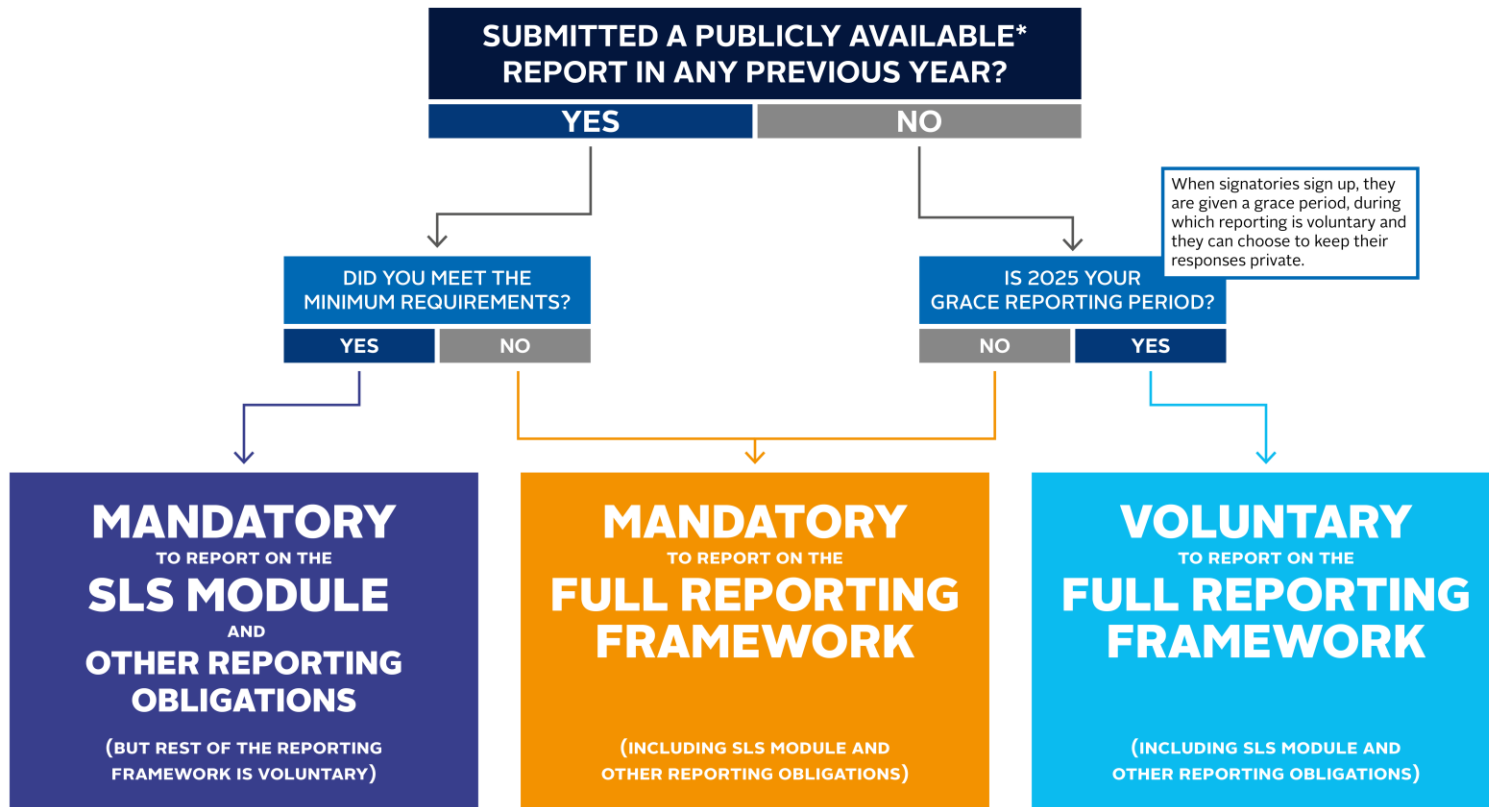 SUBMITTED A PUBLICLY AVAILABLE*
REPORT IN ANY PREVIOUS YEAR?
YES
NO
When signatories sign up, they
are given a grace period, during
which reporting is voluntary and
they can choose to keep their
responses private.
DID YOU MEET THE
MINIMUM REQUIREMENTS?
YES
NO
IS 2025 YOUR
GRACE REPORTING PERIOD?
NO
YES
MANDATORY
TO REPORT ON THE
SLS MODULE
AND
OTHER REPORTING
OBLIGATIONS
(BUT REST OF THE REPORTING
FRAMEWORK IS VOLUNTARY)
MANDATORY
TO REPORT ON THE
FULL REPORTING
FRAMEWORK
(INCLUDING SLS MODULE AND
OTHER REPORTING OBLIGATIONS)
VOLUNTARY
TO REPORT ON THE
FULL REPORTING
FRAMEWORK
(INCLUDING SLS MODULE AND
OTHER REPORTING OBLIGATIONS)